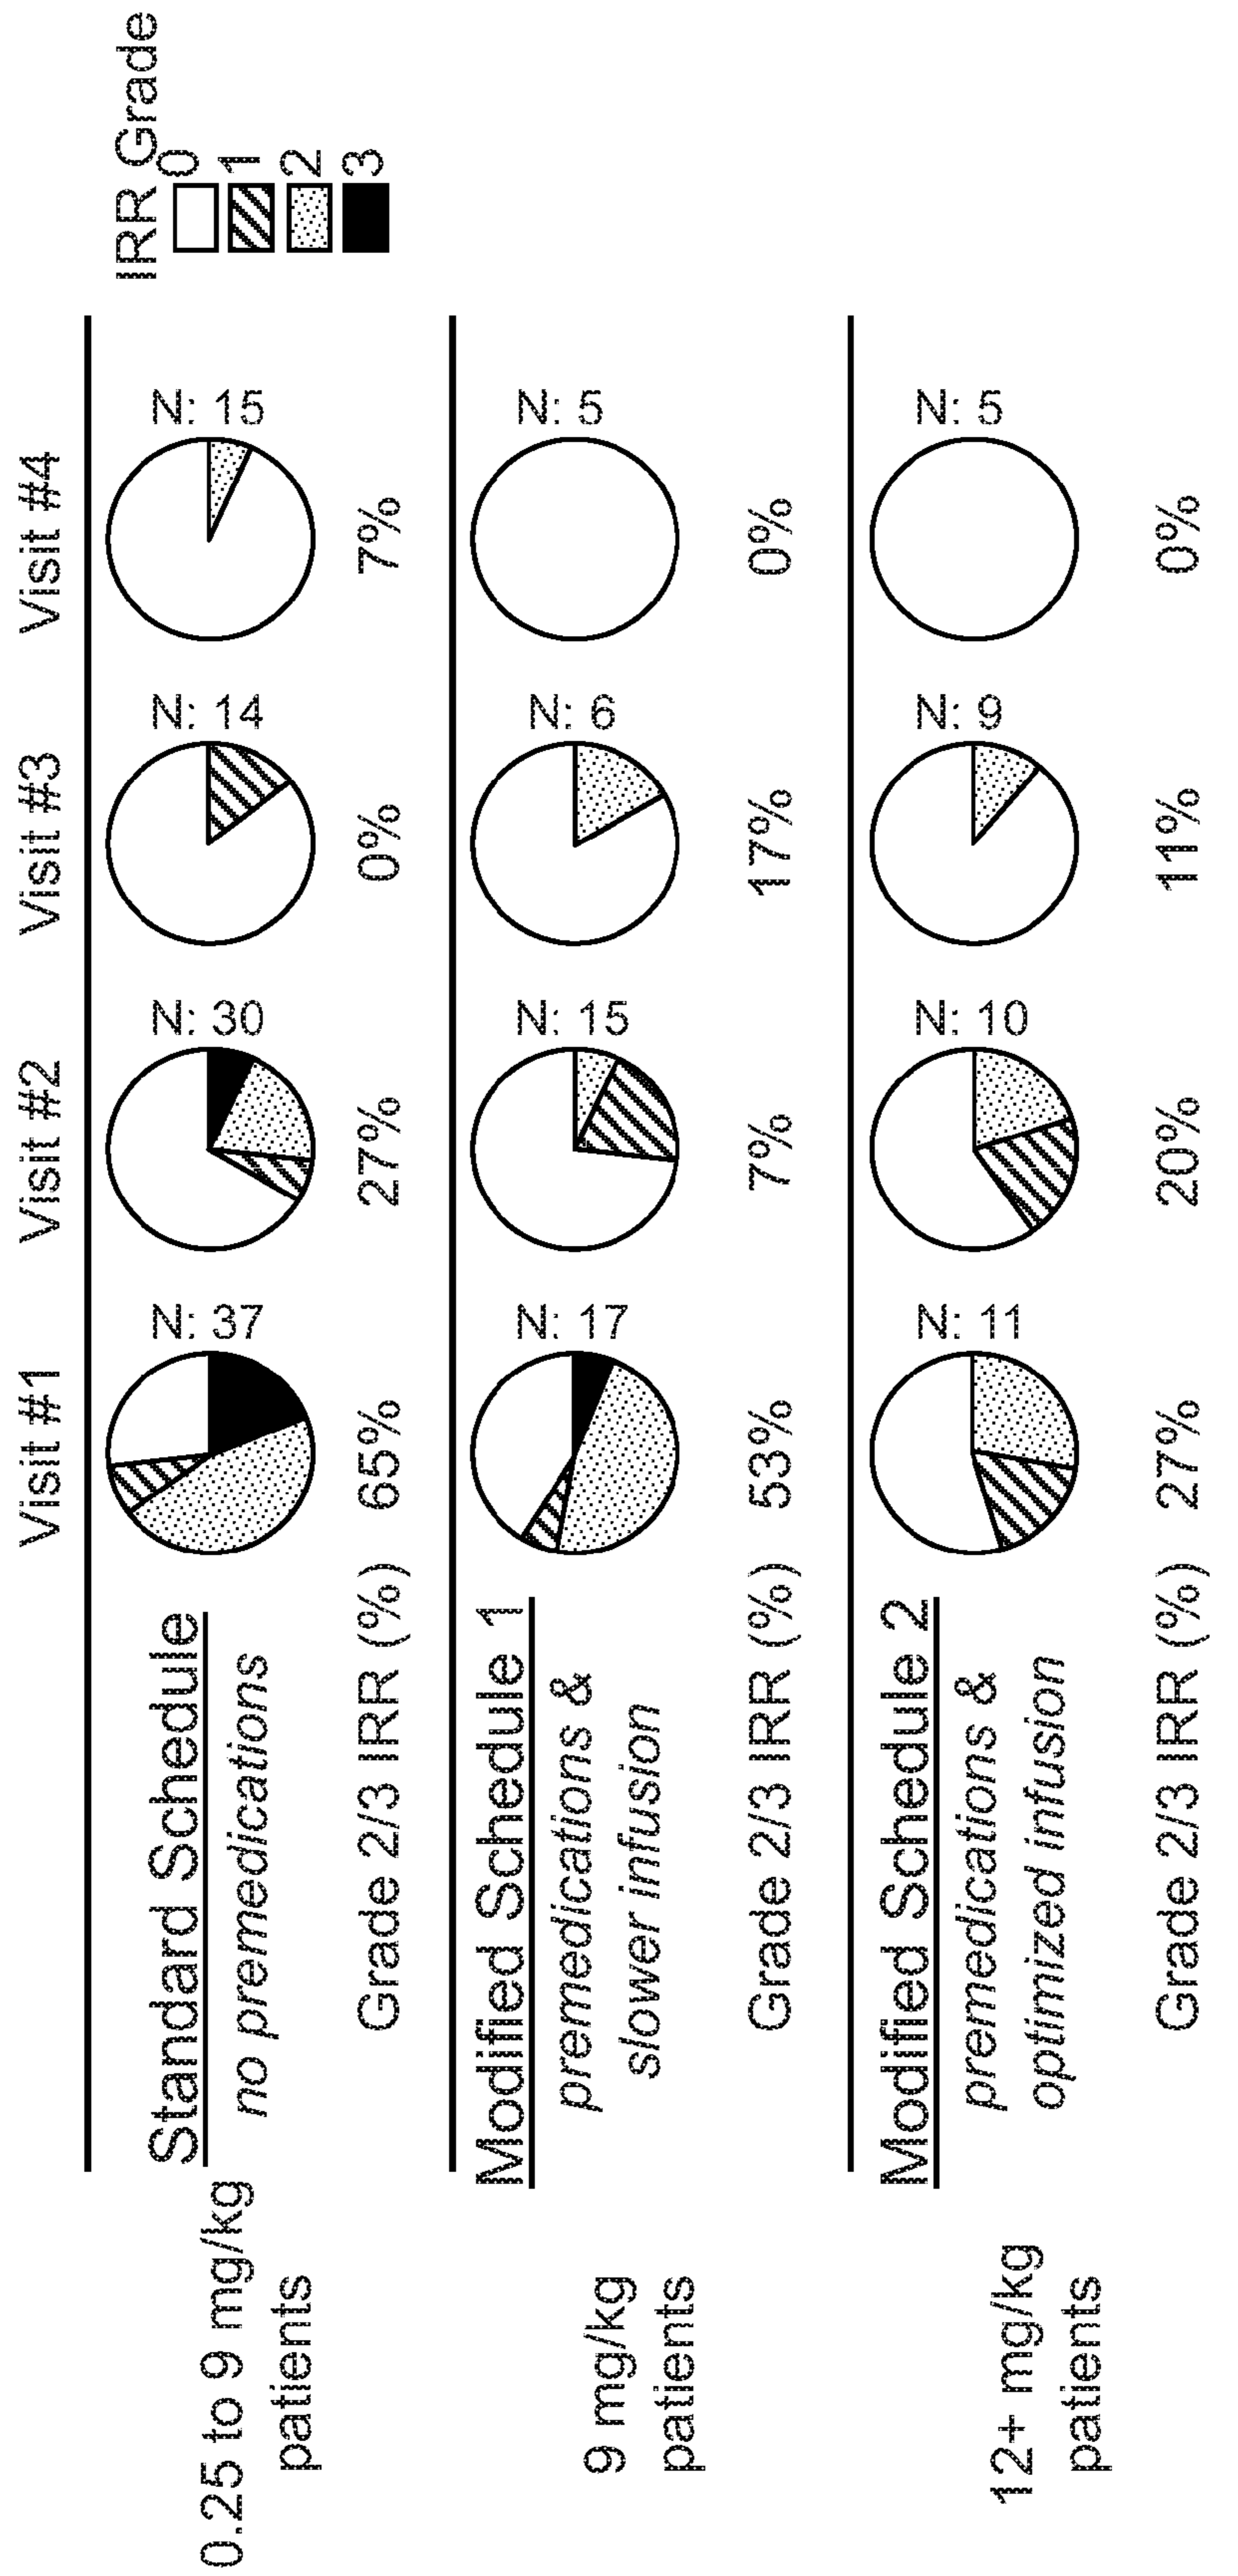 Visit #1
Visit #2
Visit #3
Visit #4
IRR Grade
0
1
2
3
0.25 to 9 mg/kg
patients
Standard Schedule
no premedications
N: 37
N: 30
N: 14
N: 15
Grade 2/3 IRR (%)
65%
27%
0%
7%
9 mg/kg
patients
Modified Schedule 1
premedications &
slower infusion
N: 17
N: 15
N: 6
N: 5
Grade 2/3 IRR (%)
53%
7%
17%
0%
12+ mg/kg
patients
Modified Schedule 2
premedications &
optimized infusion
N: 11
N: 10
N: 9
N: 5
Grade 2/3 IRR (%)
27%
20%
11%
0%